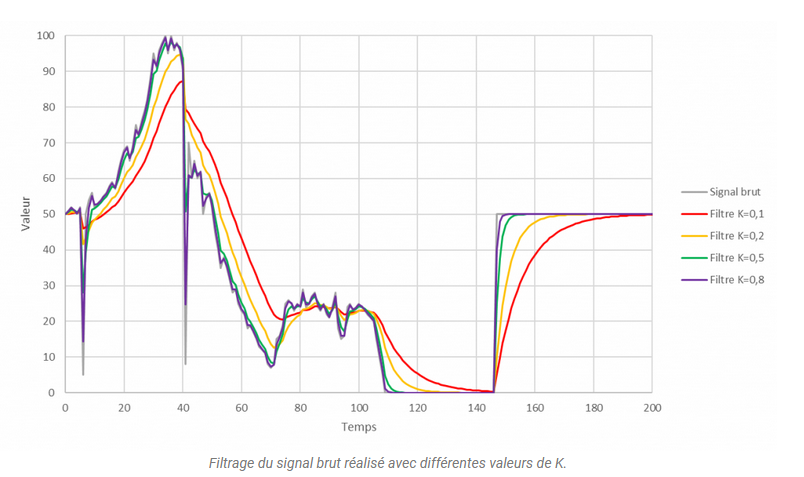 100
90
80
70
60
50
40
30
20
10
0
Valeur
0 20 40 60 80 100 120 140 160 180 200
Temps
Signal brut
Filtre K=0,1
Filtre K=0,2
Filtre K=0,5
Filtre K=0,8
Filtrage du signal brut réalisé avec différentes valeurs de K.